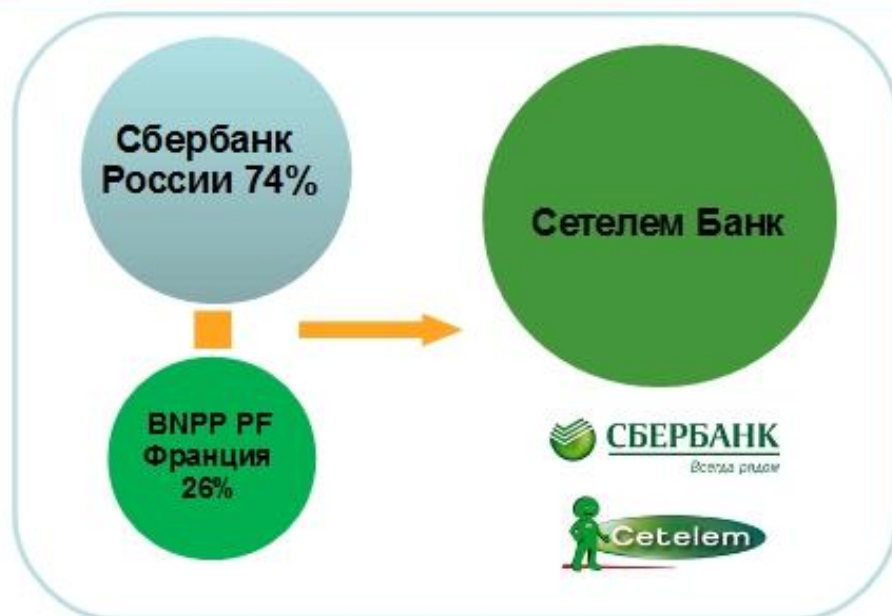 Сбербанк
России 74%
Сетелем Банк
BNPP PF
Франция
26%
СБЕРБАНК
Всегда рядом
Cetelem